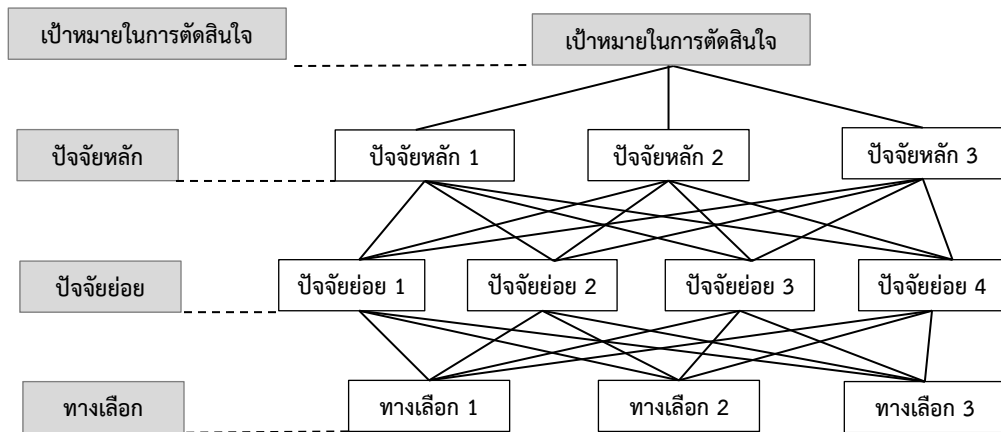 เป้าหมายในการตัดสินใจ
เป้าหมายในการตัดสินใจ
ปัจจัยหลัก
ปัจจัยหลัก 1
ปัจจัยหลัก 2
ปัจจัยหลัก 3
ปัจจัยย่อย
ปัจจัยย่อย 1
ปัจจัยย่อย 2
ปัจจัยย่อย 3
ปัจจัยย่อย 4
ทางเลือก
ทางเลือก 1
ทางเลือก 2
ทางเลือก 3